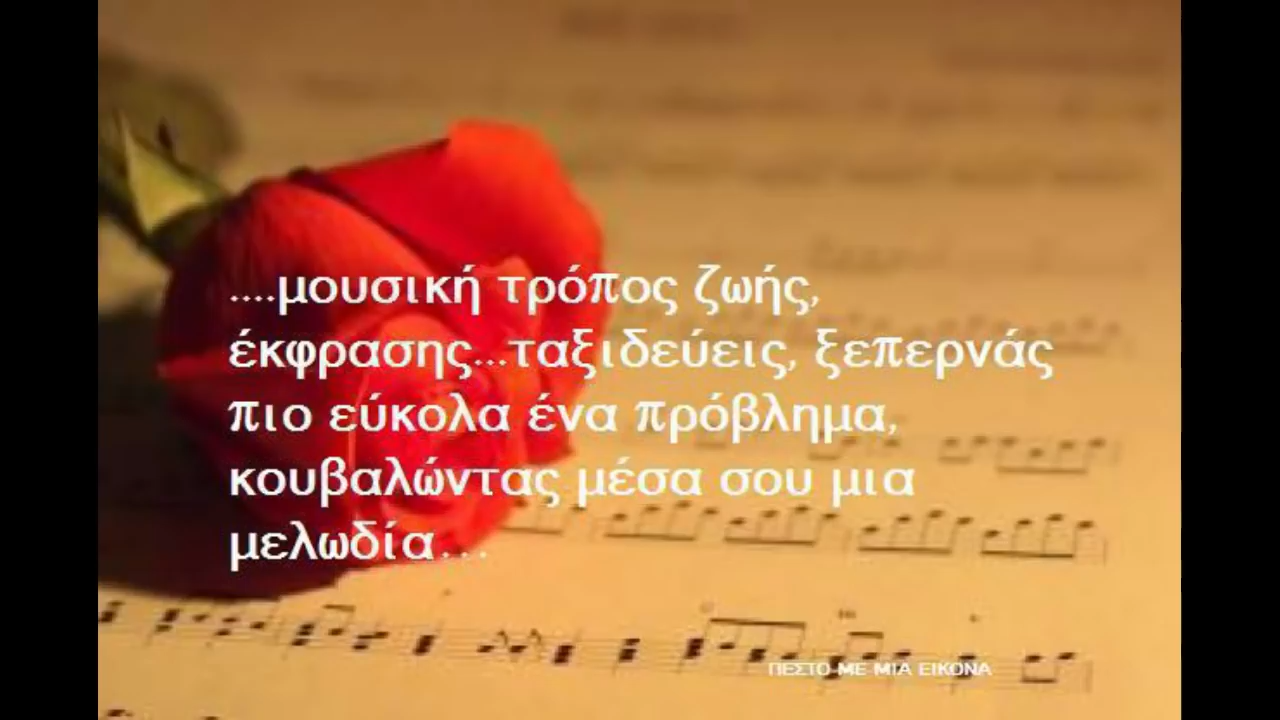 ....μουσική τρόπος ζωής,
έκφρασης...ταξιδεύεις, ξεπερνάς
πιο εύκολα ένα πρόβλημα,
κουβαλώντας μέσα σου μια
μελωδία...
ΠΕΣΤΟ ΜΕ ΜΙΑ ΕΙΚΟΝΑ